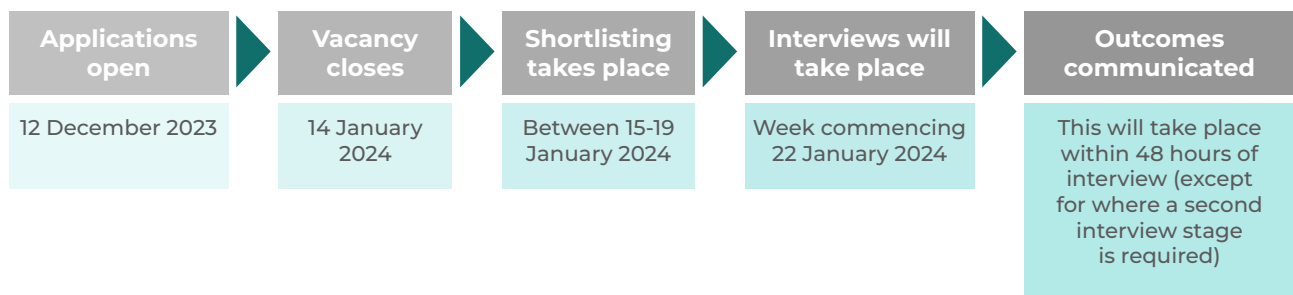 Applications
open
Vacancy
closes
Shortlisting
takes place
Interviews will
take place
Outcomes
communicated
12 December 2023
14 January
2024
Between 15-19
January 2024
Week commencing
22 January 2024
This will take place
within 48 hours of
interview (except
for where a second
interview stage
is required)